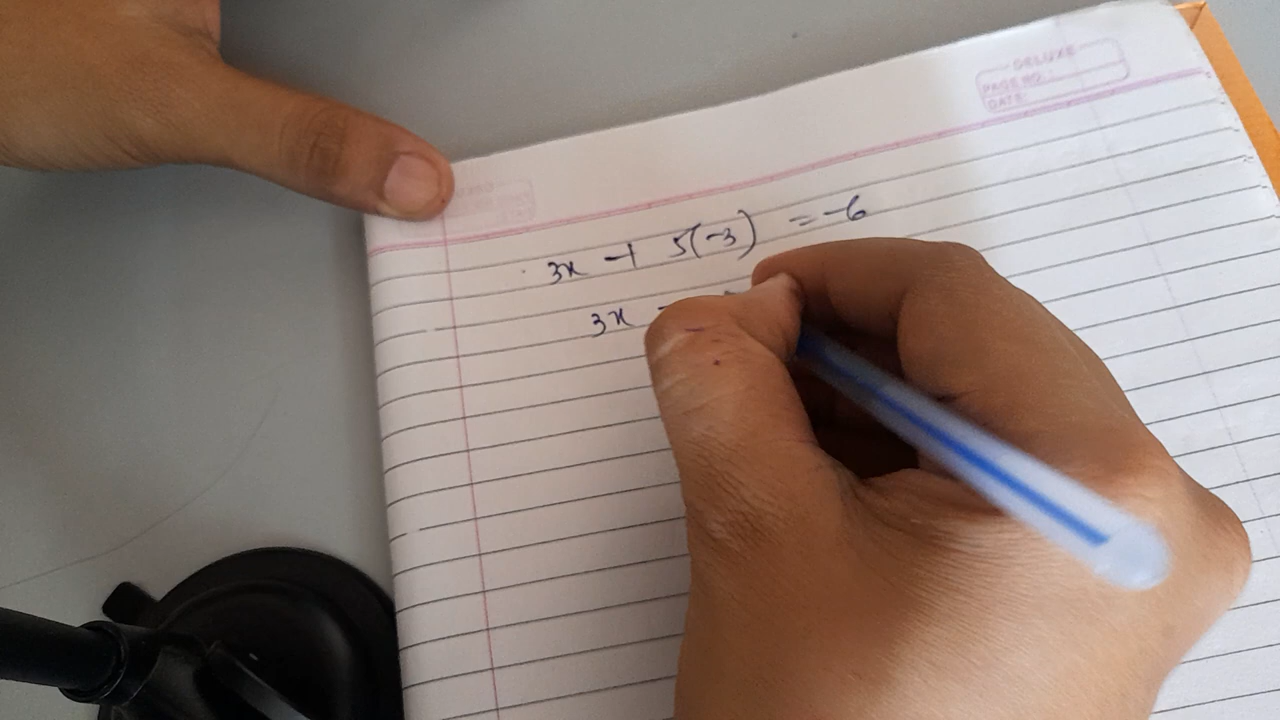 DELUXE
PAGE NO.:
DATE:
3x + 5(-3) = -6
3x -